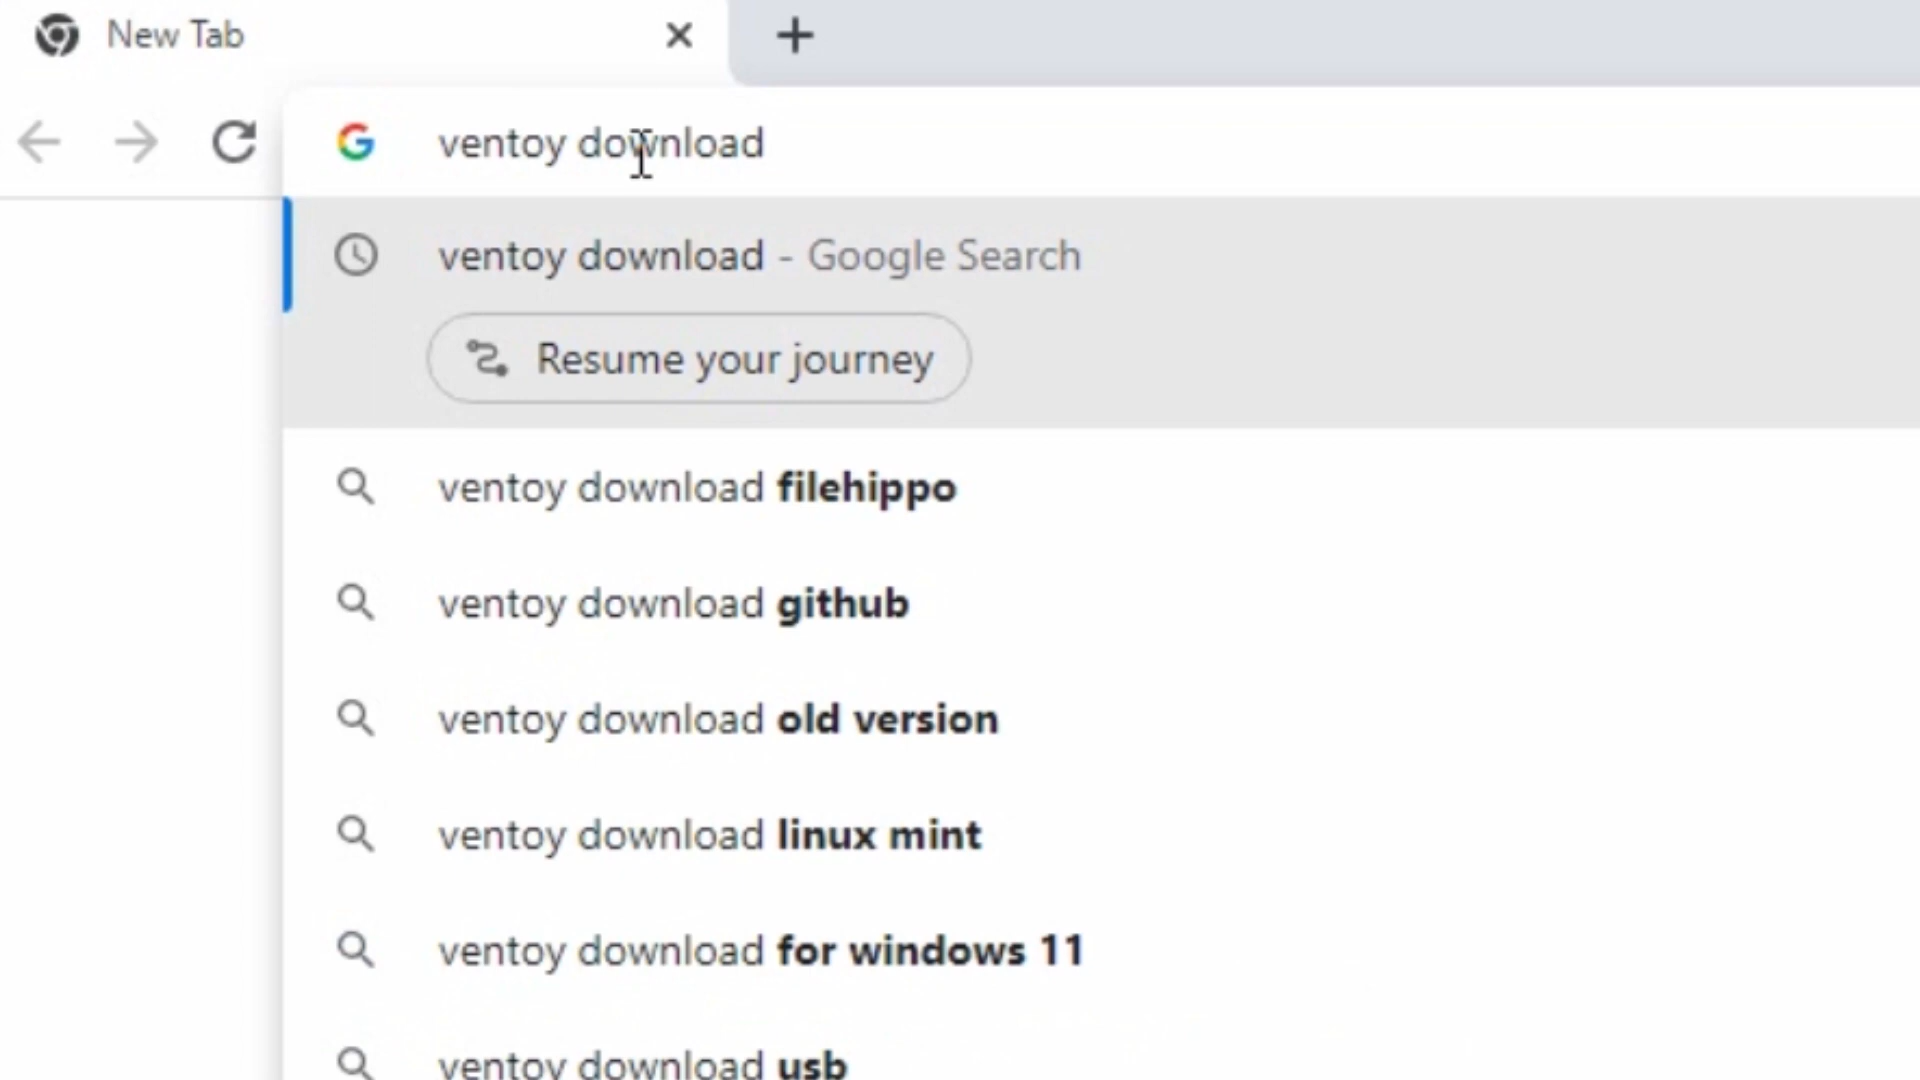 New Tab
ventoy download
ventoy download - Google Search
Resume your journey
ventoy download filehippo
ventoy download github
ventoy download old version
ventoy download linux mint
ventoy download for windows 11
ventoy download usb